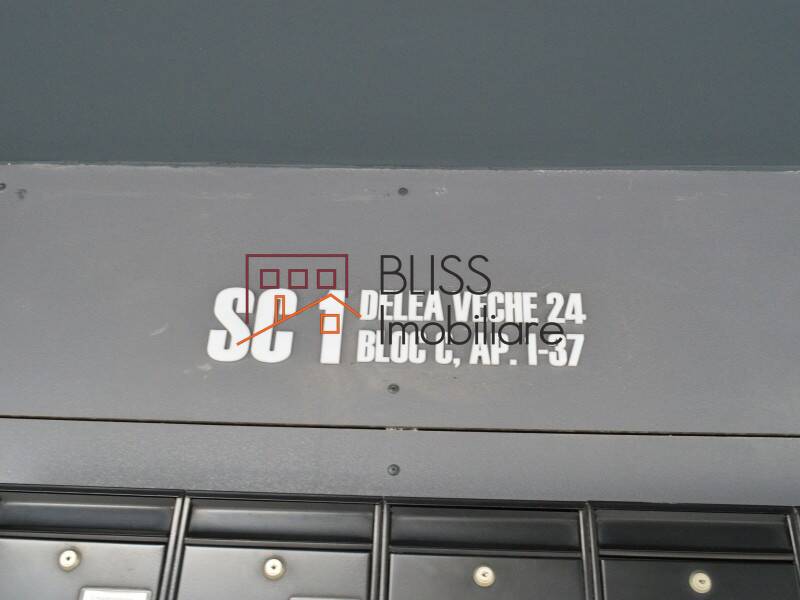 SC 1
DELEA VECHE 24
BLOC C, AP. 1-37
BLISS
Imobiliare